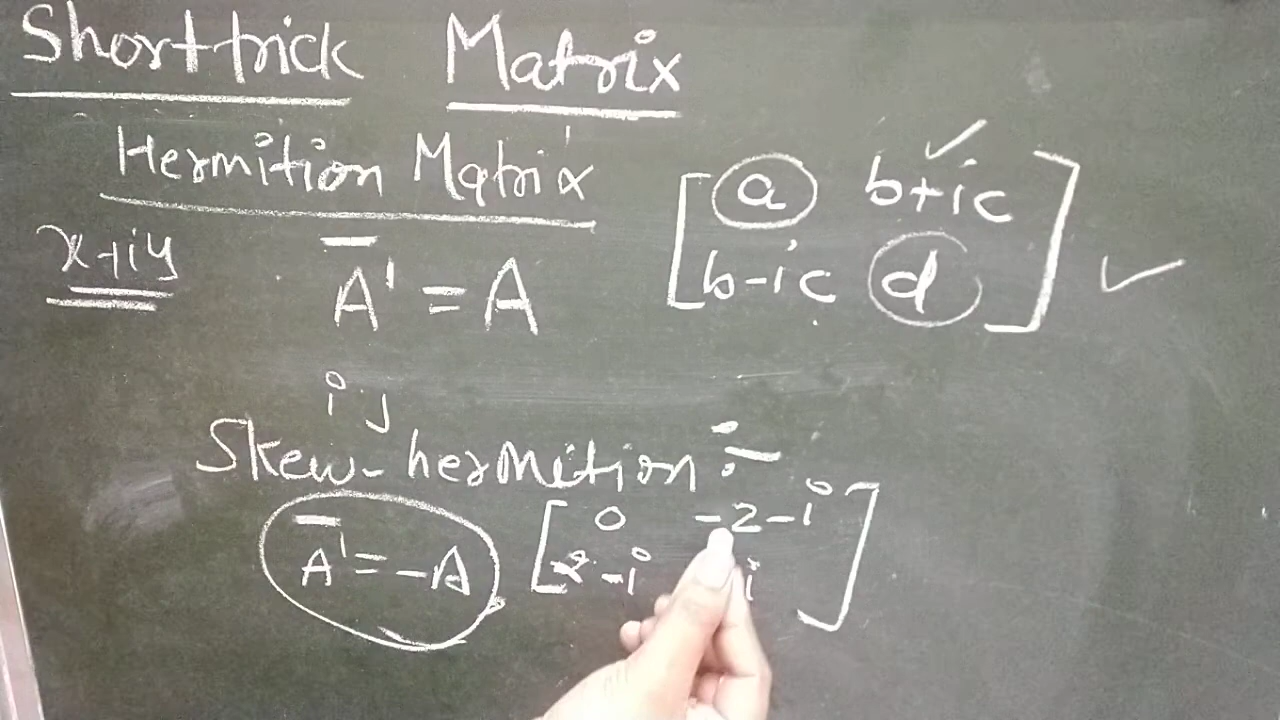 Short trick Matrix
Hermition Matrix
x+iy
A̅' = A
[ a b+ic
b-ic d ] ✓
i j
Skew-hermition :-
A̅' = -A
[ 0 -2-i
2-i i ]